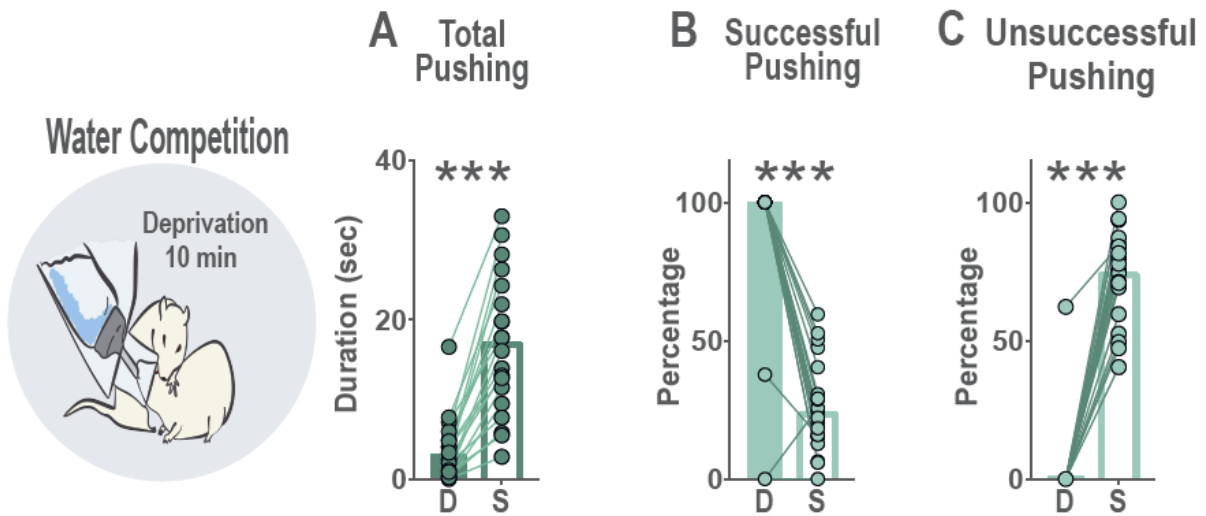 Water Competition
Deprivation
10 min
A Total
Pushing
***
Duration (sec)
40
20
0
D S
B Successful
Pushing
***
Percentage
100
50
0
D S
C Unsuccessful
Pushing
***
Percentage
100
50
0
D S